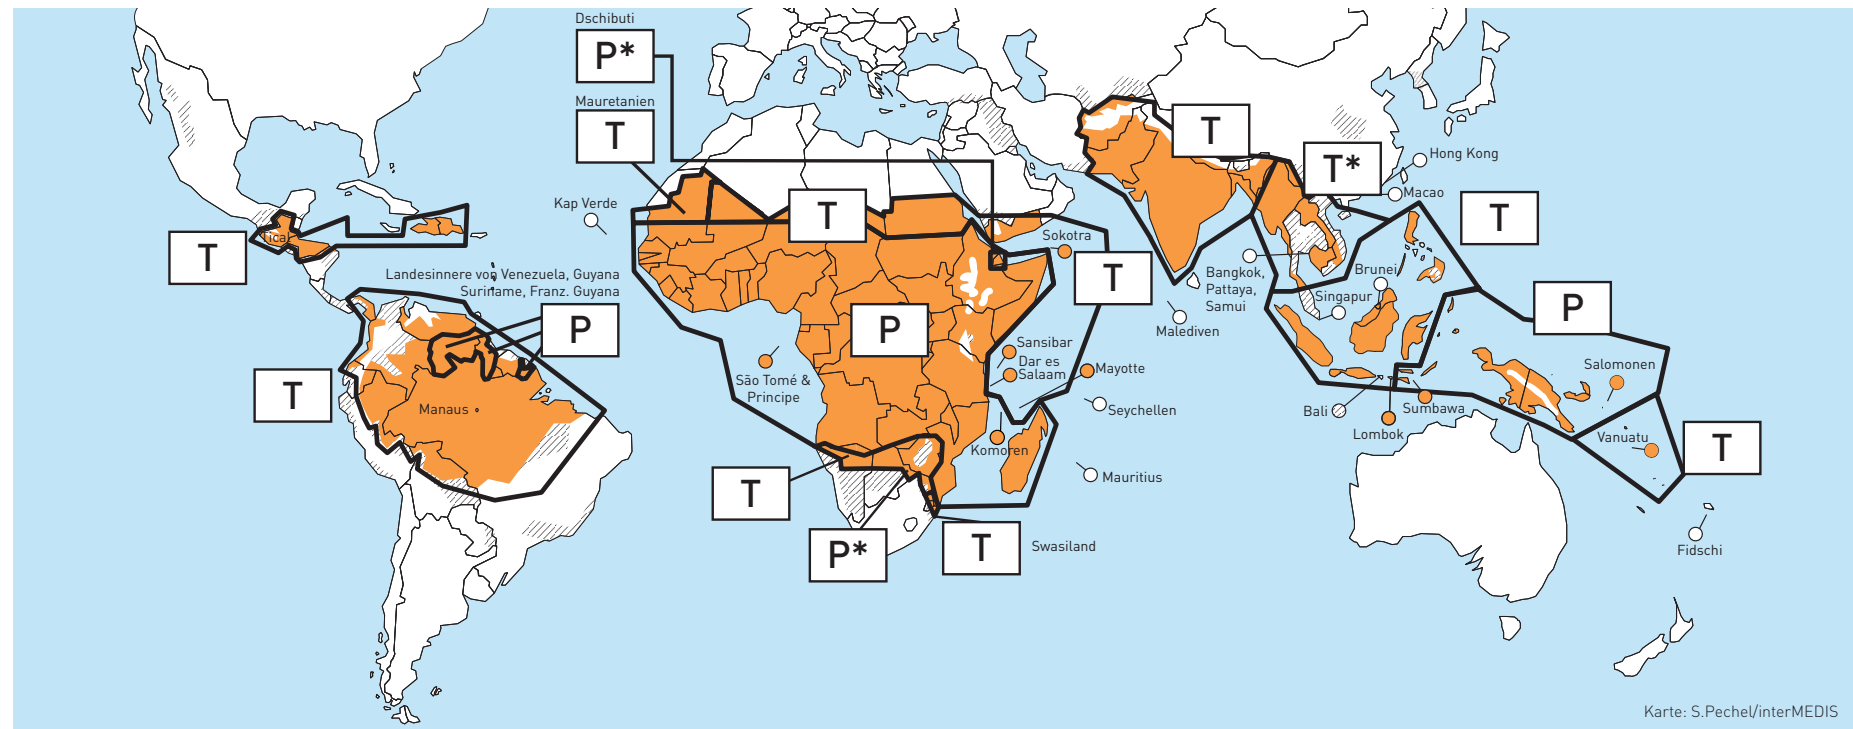 Dschibuti
P*
Mauretanien
T
Kap Verde
T
Tical
T
Landesinnere von Venezuela, Guyana
Suriname, Franz. Guyana
P
T
Manaus
São Tomé &
Principe
P
T
P*
T
Swasiland
Sokotra
T
Sansibar
Dar es
Salaam
Mayotte
Komoren
Seychellen
Mauritius
Malediven
T
T*
Hong Kong
Macao
T
Bangkok,
Pattaya,
Samui
Brunei
Singapur
P
Salomonen
Bali
Lombok
Sumbawa
Vanuatu
T
Fidschi
Karte: S.Pechel/interMEDIS